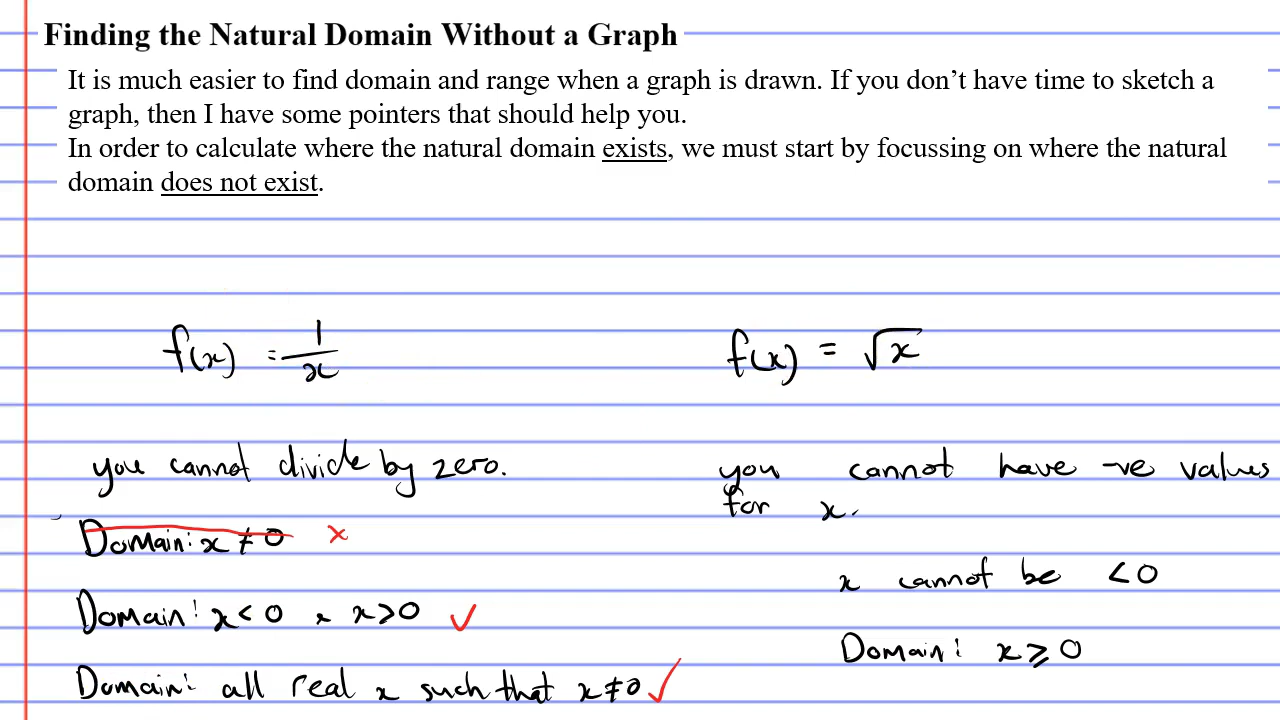 Finding the Natural Domain Without a Graph
It is much easier to find domain and range when a graph is drawn. If you don’t have time to sketch a
graph, then I have some pointers that should help you.
In order to calculate where the natural domain exists, we must start by focussing on where the natural
domain does not exist.
f(x) = 1/x
you cannot divide by zero.
Domain: x ≠ 0 ×
Domain: x < 0 , x > 0 ✓
Domain: all real x such that x ≠ 0 ✓
f(x) = √x
you cannot have -ve values
for x.
x cannot be < 0
Domain: x ⩾ 0